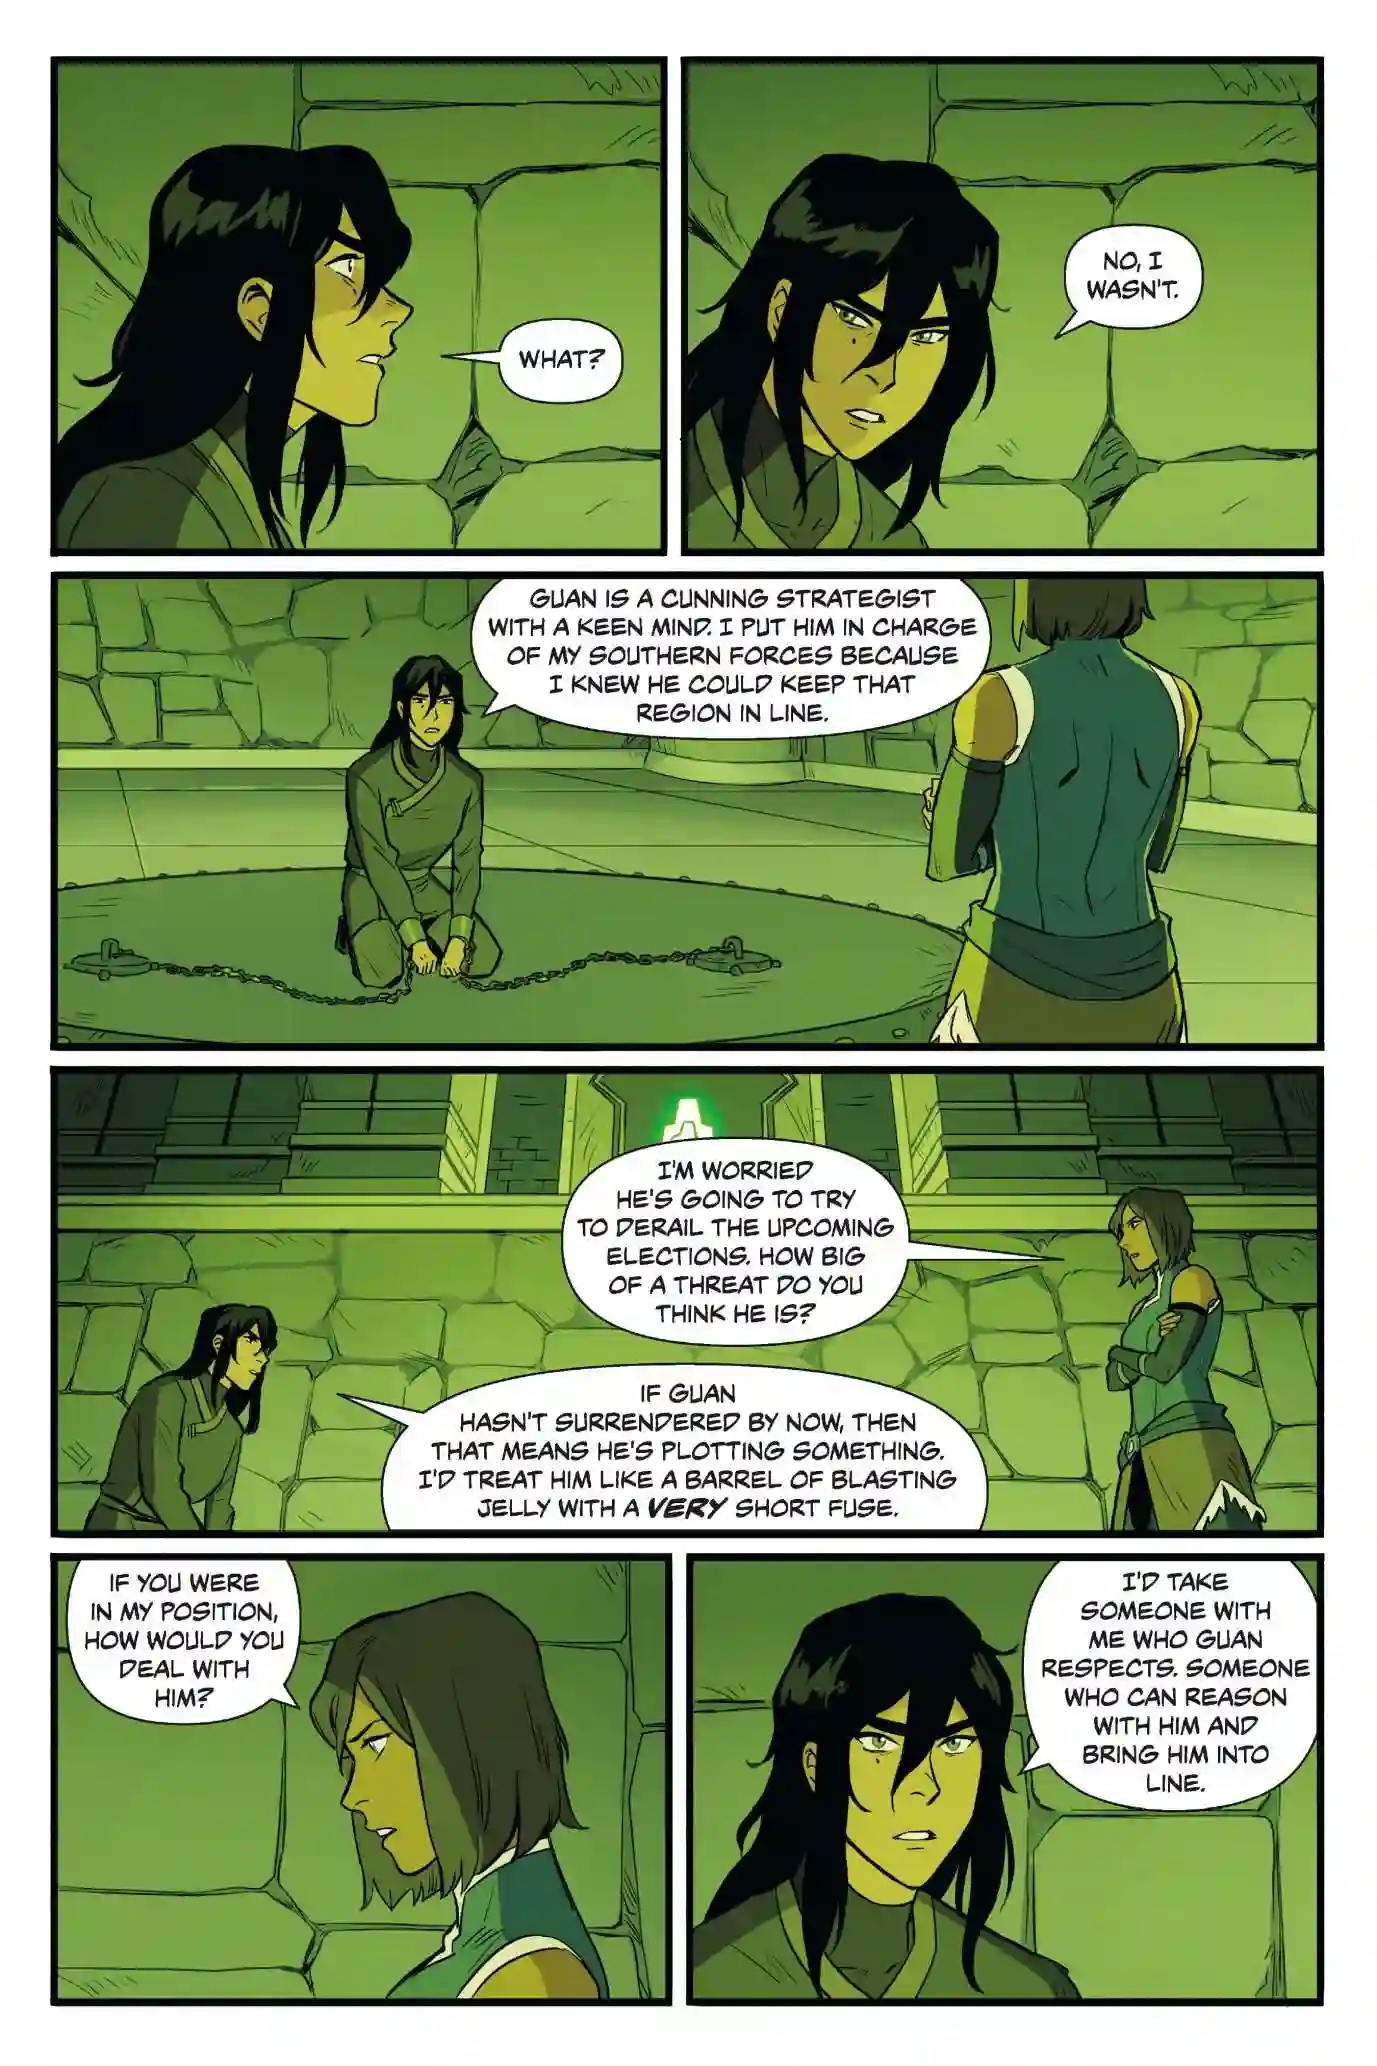 WHAT?
NO, I
WASN'T.
GUAN IS A CUNNING STRATEGIST
WITH A KEEN MIND. I PUT HIM IN CHARGE
OF MY SOUTHERN FORCES BECAUSE
I KNEW HE COULD KEEP THAT
REGION IN LINE.
I'M WORRIED
HE'S GOING TO TRY
TO DERAIL THE UPCOMING
ELECTIONS. HOW BIG
OF A THREAT DO YOU
THINK HE IS?
IF GUAN
HASN'T SURRENDERED BY NOW, THEN
THAT MEANS HE'S PLOTTING SOMETHING.
I'D TREAT HIM LIKE A BARREL OF BLASTING
JELLY WITH A VERY SHORT FUSE.
IF YOU WERE
IN MY POSITION,
HOW WOULD YOU
DEAL WITH
HIM?
I'D TAKE
SOMEONE WITH
ME WHO GUAN
RESPECTS. SOMEONE
WHO CAN REASON
WITH HIM AND
BRING HIM INTO
LINE.